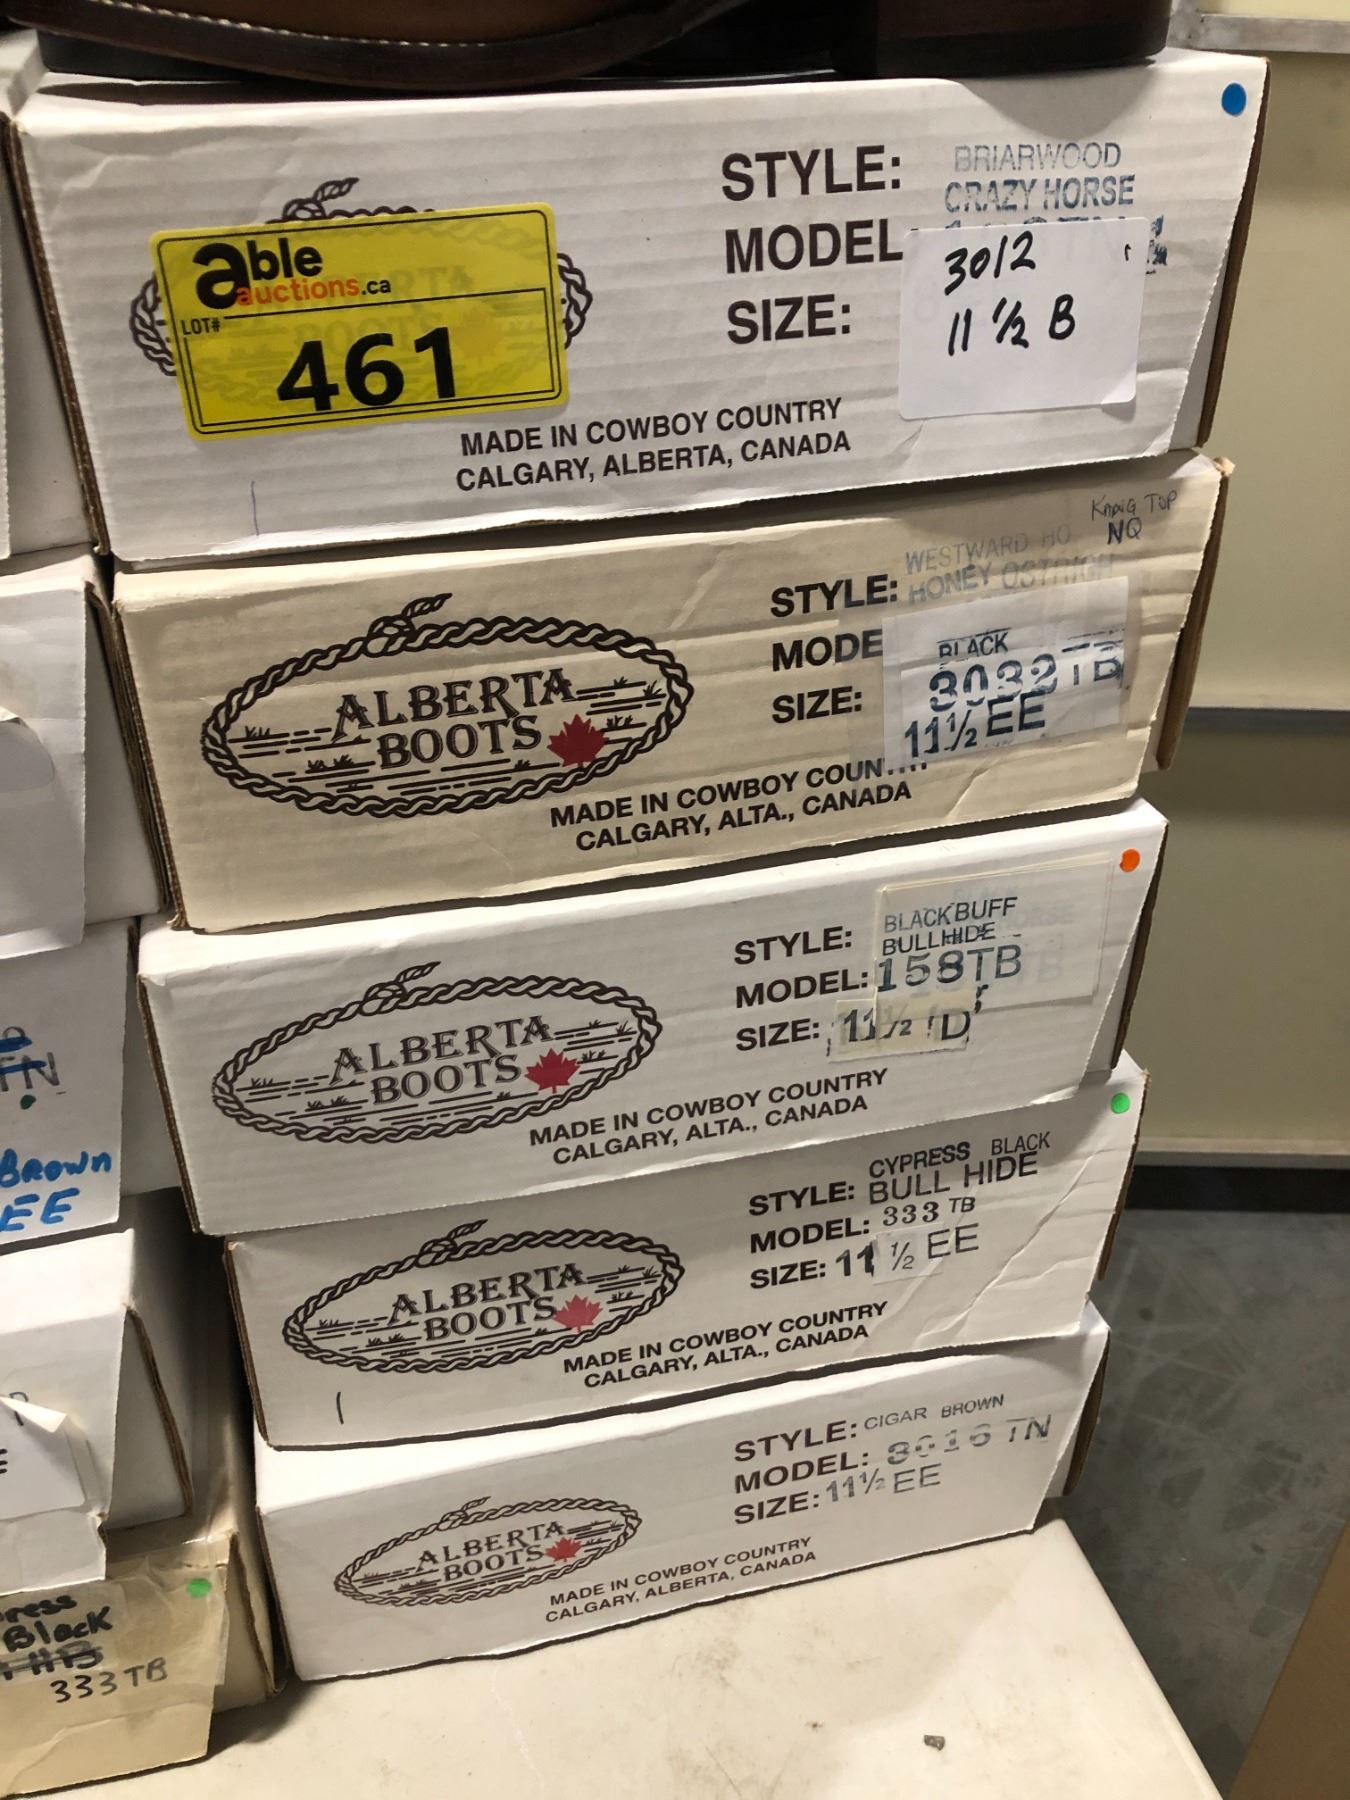 able
auctions.ca
LOT#
461
STYLE: BRIARWOOD
CRAZY HORSE
MODEL
SIZE:
3012
11 ½ B
MADE IN COWBOY COUNTRY
CALGARY, ALBERTA, CANADA
TOP
NQ
ALBERTA
BOOTS
STYLE: WESTWARD HO
HONEY OSTRICH
MODE
BLACK
3032TB
SIZE: 11½ EE
MADE IN COWBOY COUN
CALGARY, ALTA., CANADA
ALBERTA
BOOTS
STYLE: BLACK BUFF
BULLHIDE
MODEL: 158TB
SIZE: 11½ D
MADE IN COWBOY COUNTRY
CALGARY, ALTA., CANADA
ALBERTA
BOOTS
STYLE: CYPRESS BLACK
BULL HIDE
MODEL: 333 TB
SIZE: 11 ½ EE
MADE IN COWBOY COUNTRY
CALGARY, ALTA., CANADA
ALBERTA
BOOTS
STYLE: CIGAR BROWN
MODEL: 3016 TN
SIZE: 11½ EE
MADE IN COWBOY COUNTRY
CALGARY, ALBERTA, CANADA
TN
BROWN
EE
ress
Black
333TB